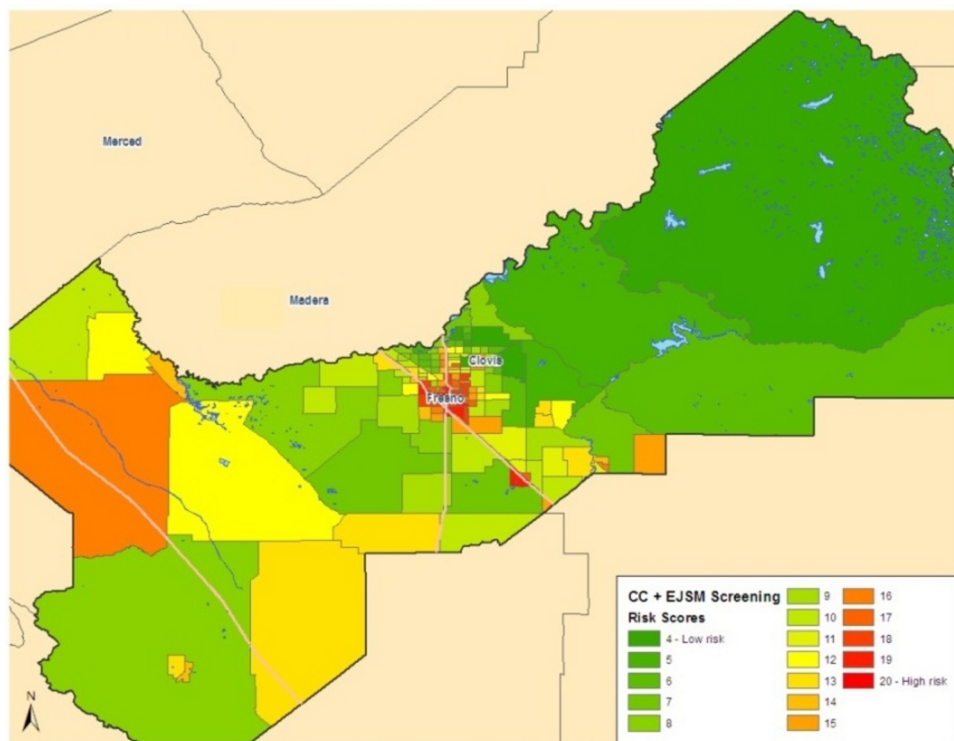 Merced
Madera
Clovis
Fresno
N
CC + EJSM Screening
Risk Scores
4 - Low risk
5
6
7
8
9
10
11
12
13
14
15
16
17
18
19
20 - High risk